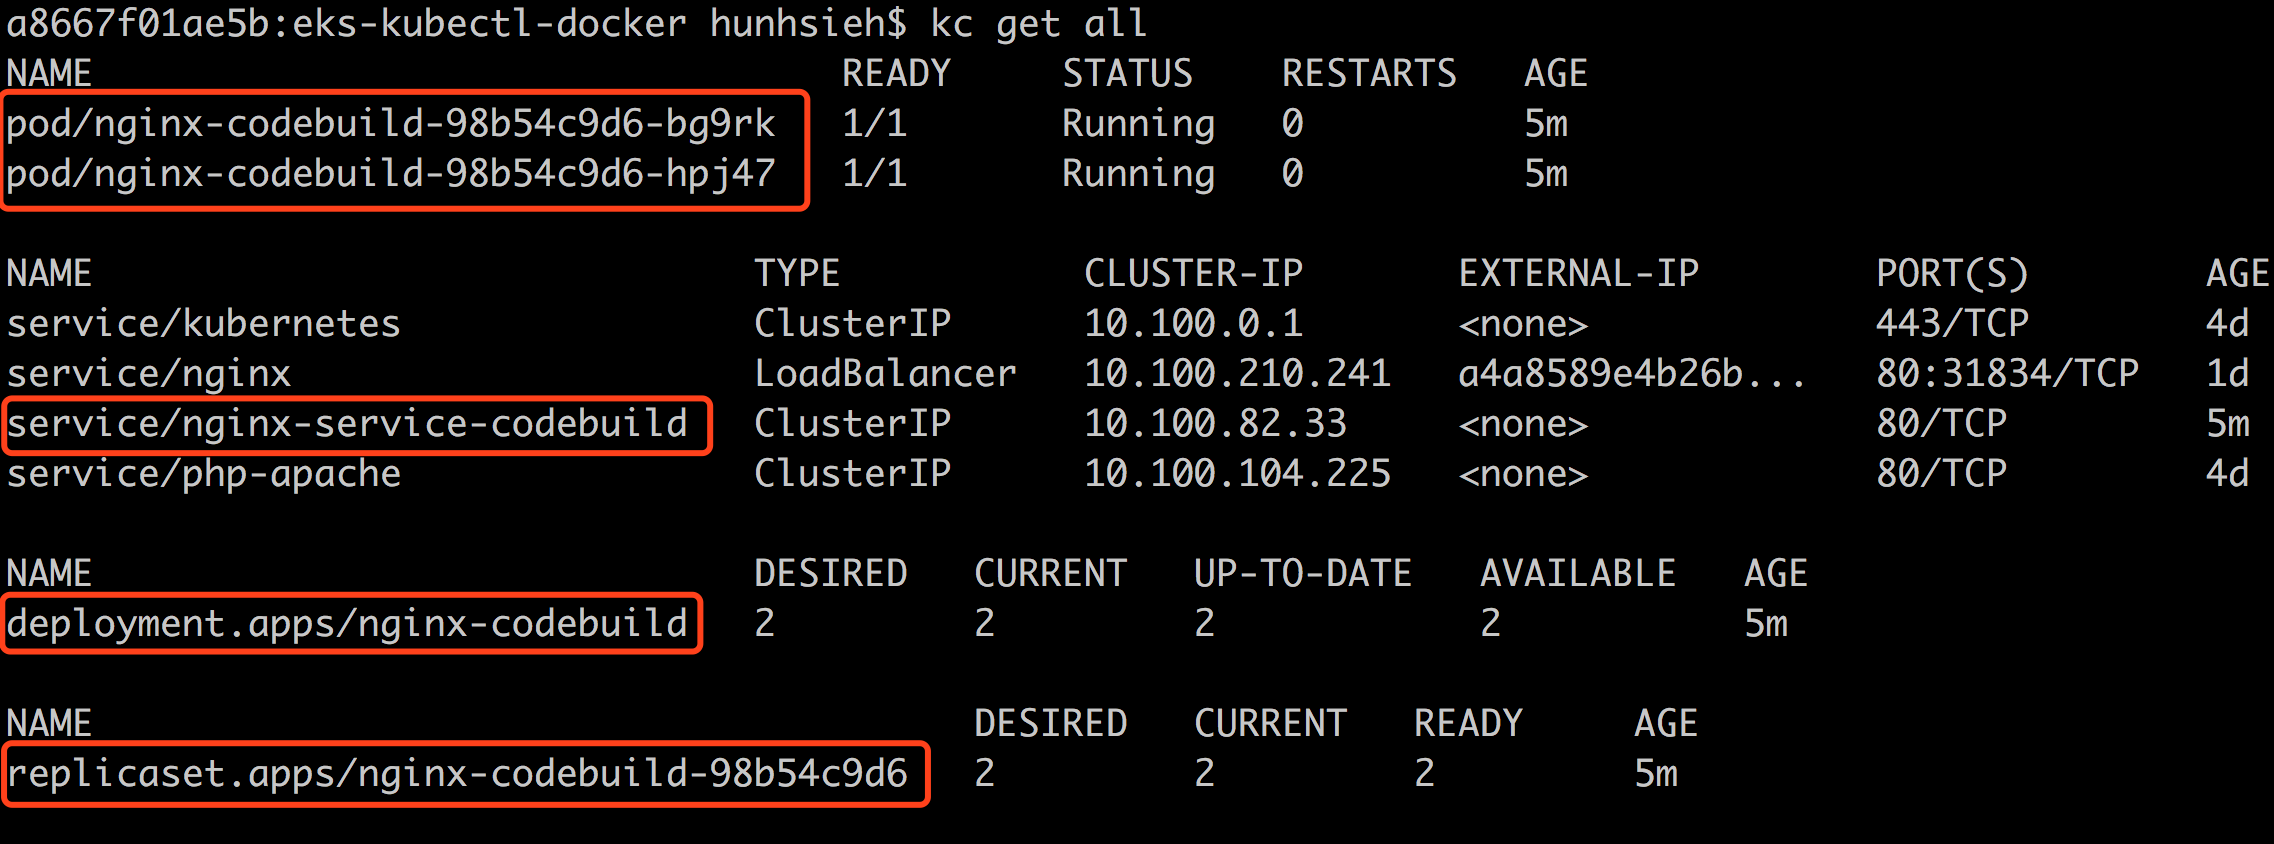 a8667f01ae5b:eks-kubectl-docker hunhsieh$ kc get all
NAME READY STATUS RESTARTS AGE
pod/nginx-codebuild-98b54c9d6-bg9rk 1/1 Running 0 5m
pod/nginx-codebuild-98b54c9d6-hpj47 1/1 Running 0 5m
NAME TYPE CLUSTER-IP EXTERNAL-IP PORT(S) AGE
service/kubernetes ClusterIP 10.100.0.1 <none> 443/TCP 4d
service/nginx LoadBalancer 10.100.210.241 a4a8589e4b26b... 80:31834/TCP 1d
service/nginx-service-codebuild ClusterIP 10.100.82.33 <none> 80/TCP 5m
service/php-apache ClusterIP 10.100.104.225 <none> 80/TCP 4d
NAME DESIRED CURRENT UP-TO-DATE AVAILABLE AGE
deployment.apps/nginx-codebuild 2 2 2 2 5m
NAME DESIRED CURRENT READY AGE
replicaset.apps/nginx-codebuild-98b54c9d6 2 2 2 5m